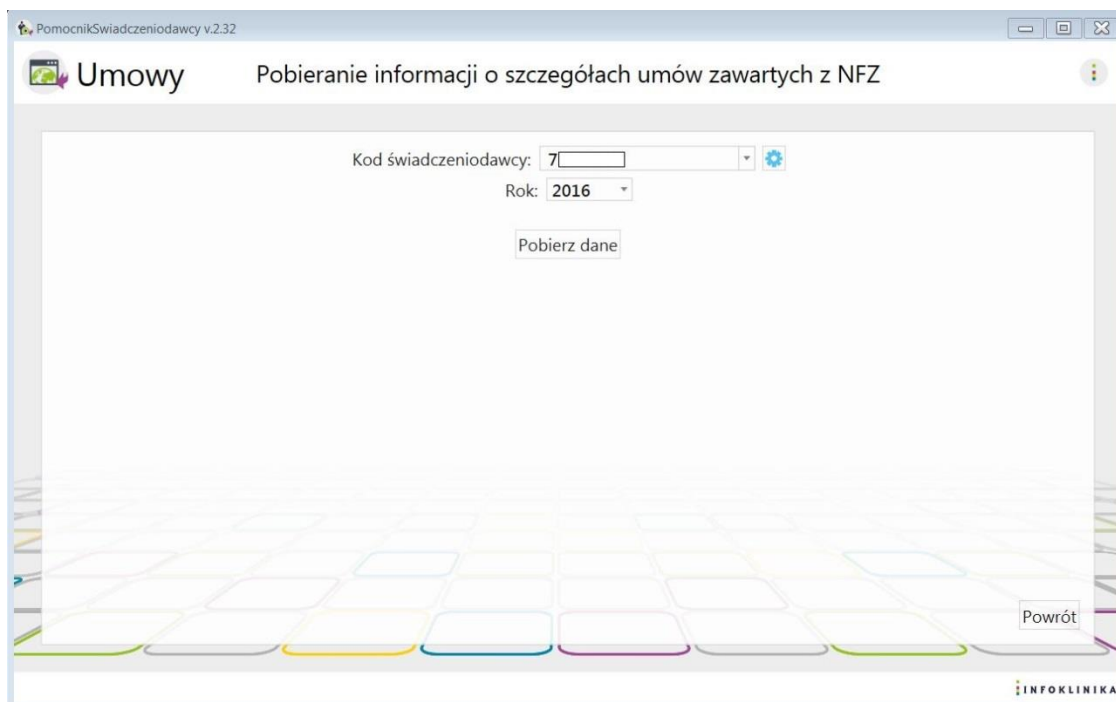 PomocnikSwiadczeniodawcy v.2.32
Umowy
Pobieranie informacji o szczegółach umów zawartych z NFZ
Kod świadczeniodawcy: 7
Rok: 2016
Pobierz dane
Powrót
INFOKLINIKA